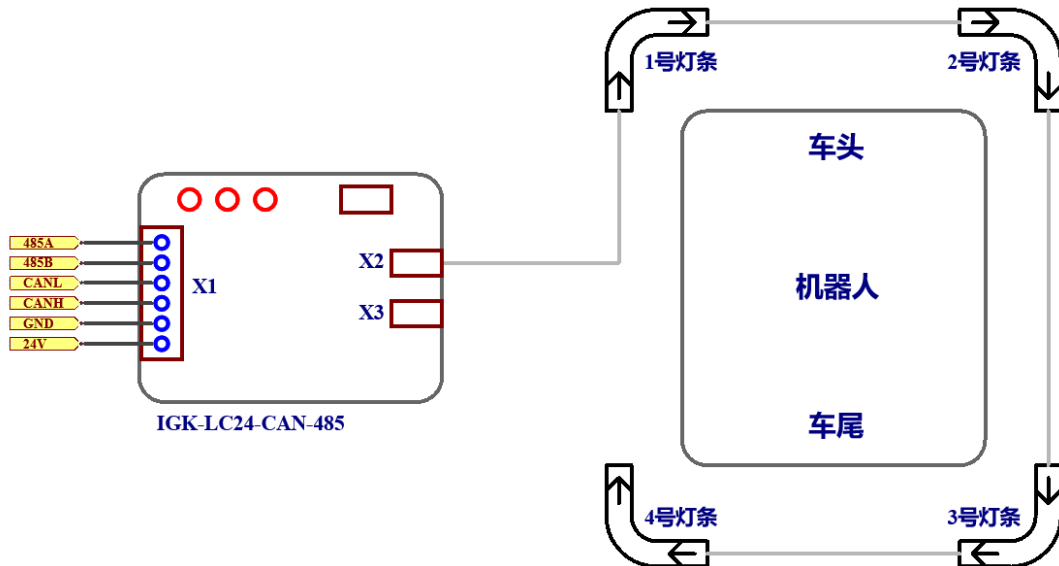 1号灯条
2号灯条
车头
485A
485B
CANL
CANH
GND
24V
X1
X2
X3
机器人
IGK-LC24-CAN-485
车尾
4号灯条
3号灯条